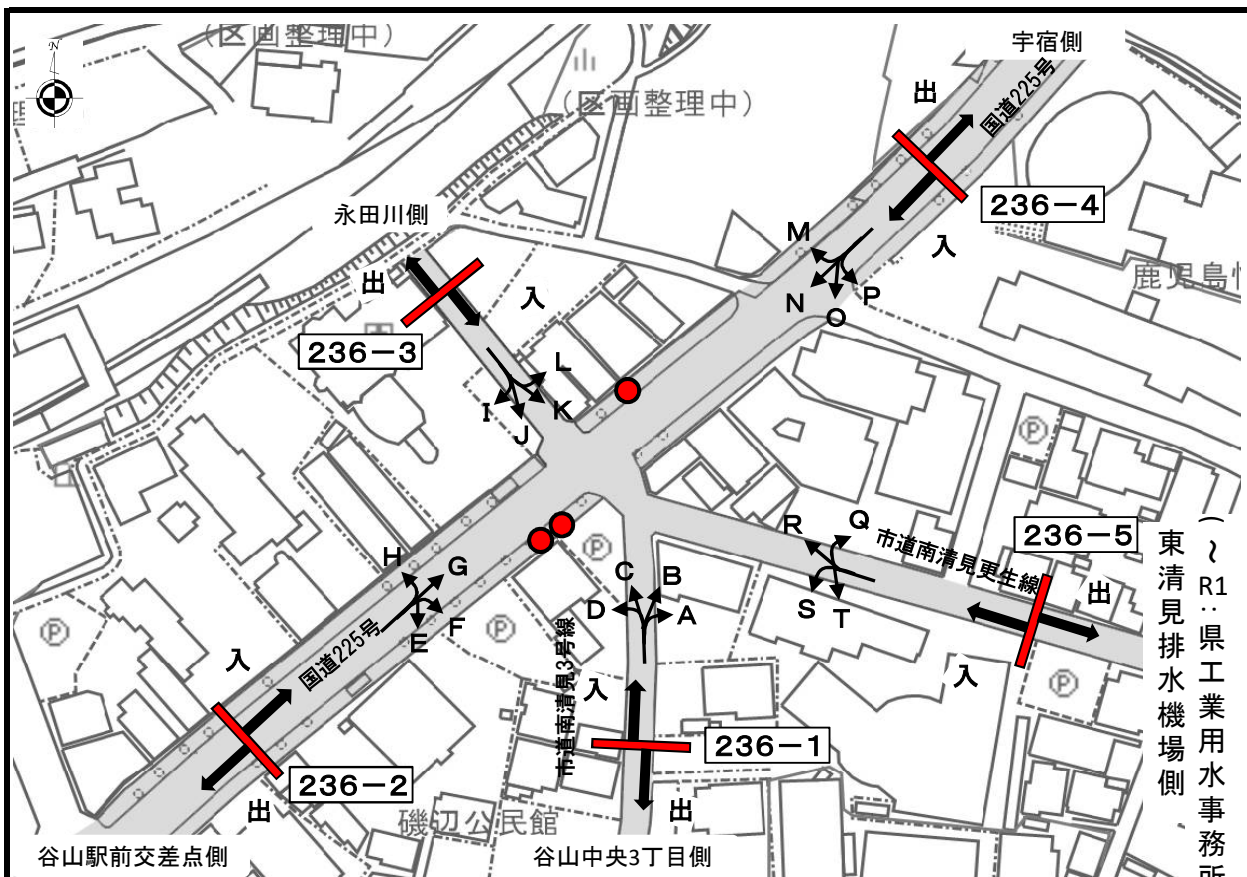 (区画整理中)
宇宿側
N
出
国道225号
(区画整理中)
236-4
永田川側
入
出
入
M
N
O
P
鹿児島
236-3
L
K
J
I
P
R
Q
市道南清見更生線
236-5
出
入
S
T
P
(～R1:県工業用水事務所
東清見排水機場側
H
G
F
E
国道225号
P
P
P
C
B
D
A
市道南清見3号線
入
入
236-1
出
236-2
出
磯辺公民館
谷山駅前交差点側
谷山中央3丁目側